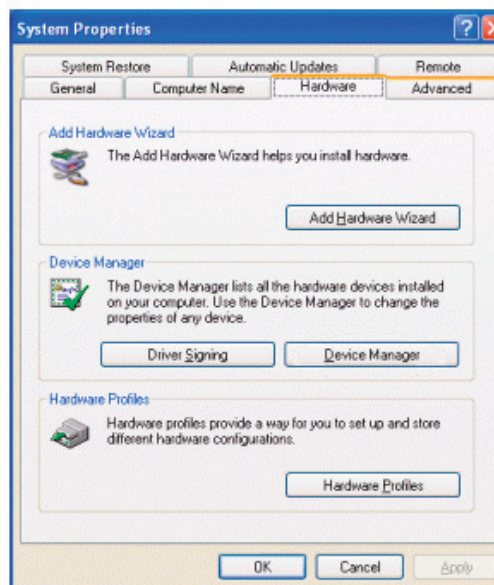 System Properties
System Restore Automatic Updates Remote
General Computer Name Hardware Advanced
Add Hardware Wizard
The Add Hardware Wizard helps you install hardware.
Add Hardware Wizard
Device Manager
The Device Manager lists all the hardware devices installed
on your computer. Use the Device Manager to change the
properties of any device.
Driver Signing Device Manager
Hardware Profiles
Hardware profiles provide a way for you to set up and store
different hardware configurations.
Hardware Profiles
OK Cancel Apply